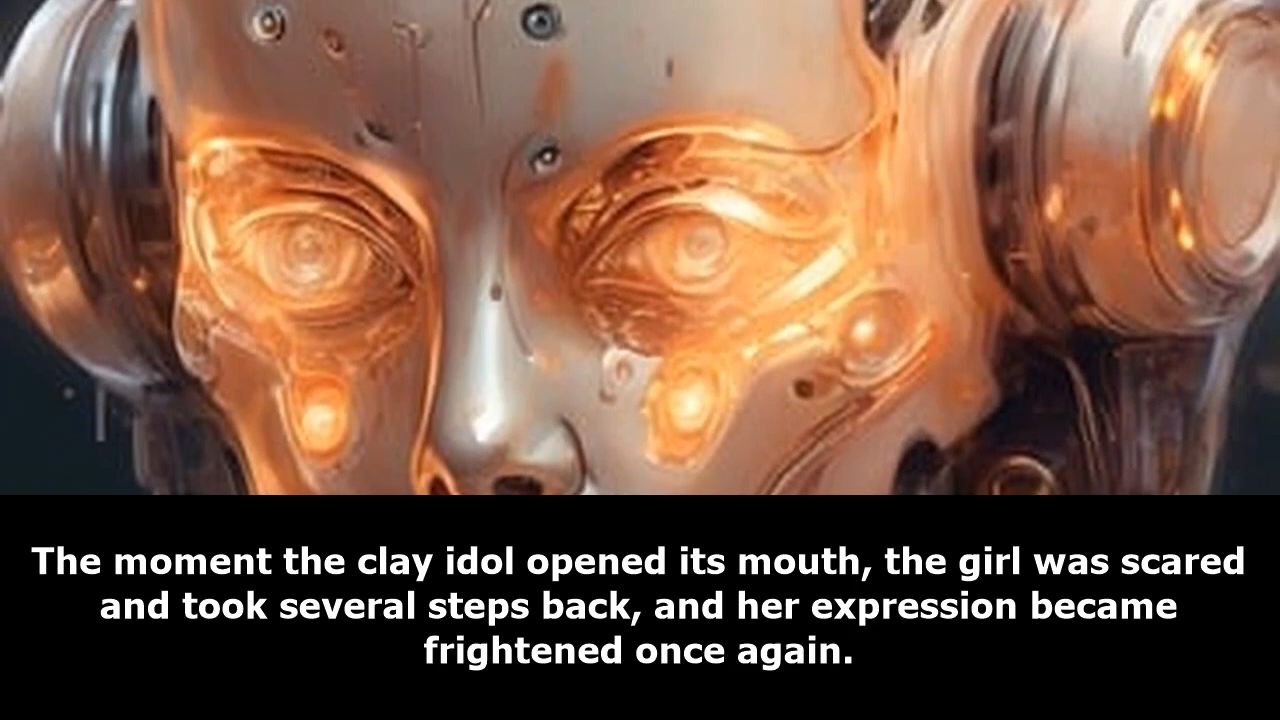 The moment the clay idol opened its mouth, the girl was scared
and took several steps back, and her expression became
frightened once again.